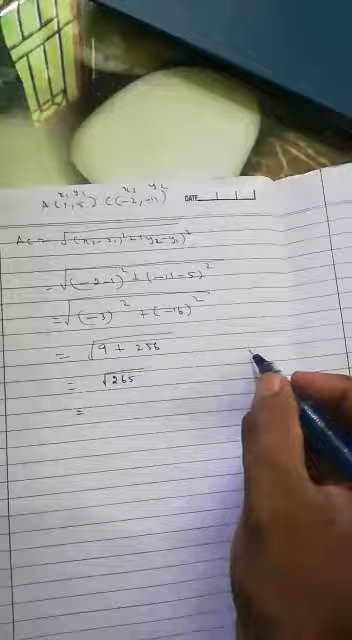 x₁ y₁ x₂ y₂
A(1,5) C(-2,-11) DATE
AC = √(x₂-x₁)²+(y₂-y₁)²
= √(-2-1)² + (-11-5)²
= √(-3)² + (-16)²
= √9 + 256
= √265
=